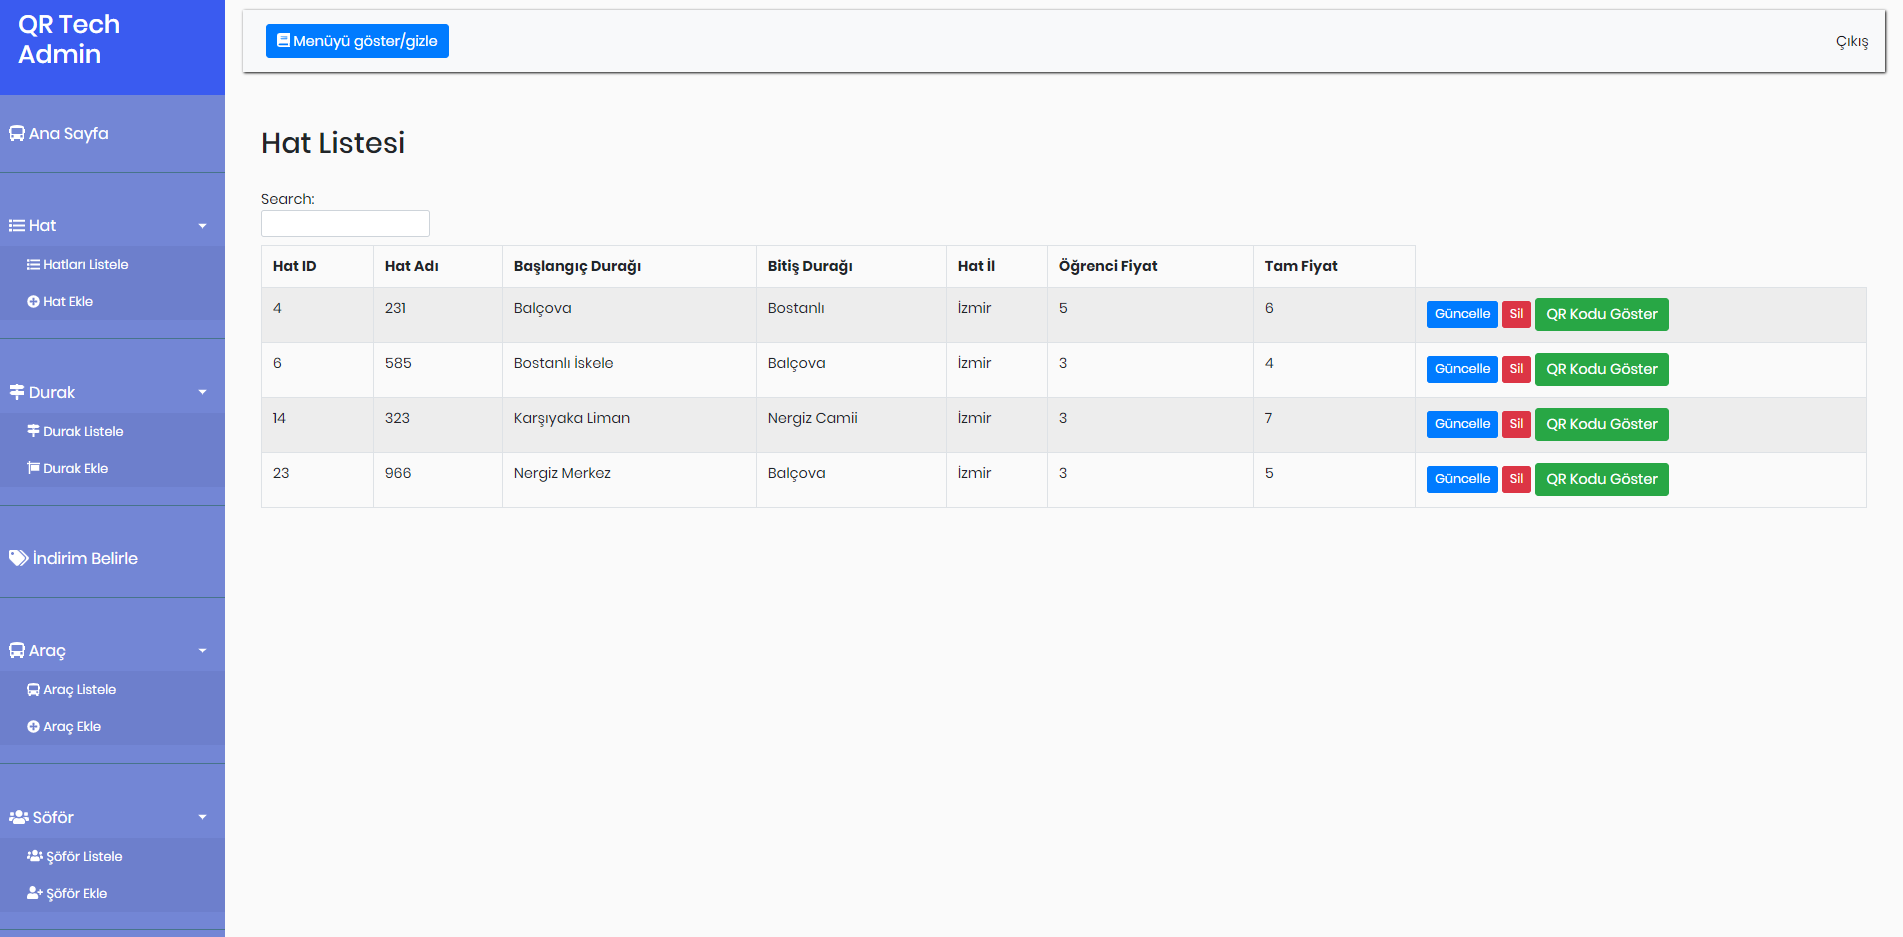 QR Tech
Admin
Menüyü göster/gizle
Çıkış
Ana Sayfa
Hat
Hatları Listele
Hat Ekle
Durak
Durak Listele
Durak Ekle
İndirim Belirle
Araç
Araç Listele
Araç Ekle
Söför
Şöför Listele
Şöför Ekle
Hat Listesi
Search:
Hat ID Hat Adı Başlangıç Durağı Bitiş Durağı Hat İl Öğrenci Fiyat Tam Fiyat
4 231 Balçova Bostanlı İzmir 5 6 Güncelle Sil QR Kodu Göster
6 585 Bostanlı İskele Balçova İzmir 3 4 Güncelle Sil QR Kodu Göster
14 323 Karşıyaka Liman Nergiz Camii İzmir 3 7 Güncelle Sil QR Kodu Göster
23 966 Nergiz Merkez Balçova İzmir 3 5 Güncelle Sil QR Kodu Göster